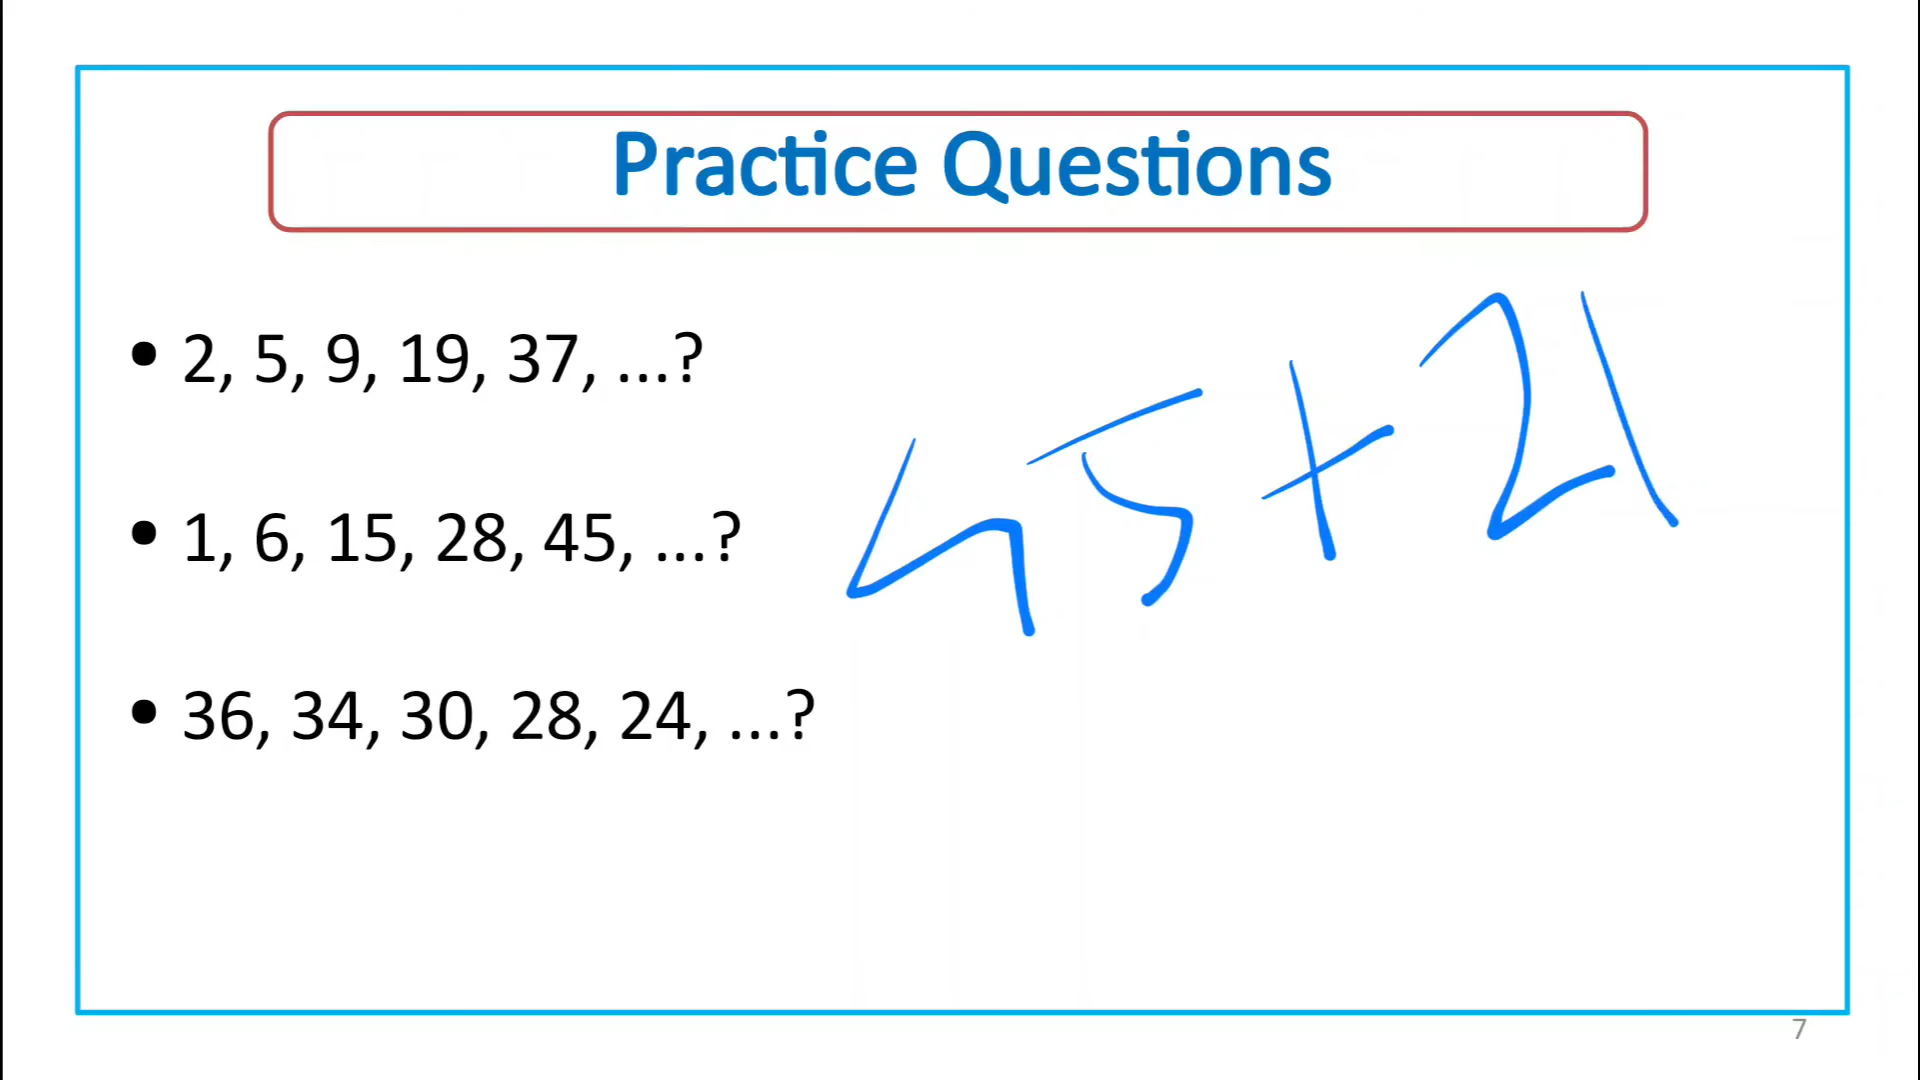 Practice Questions
• 2, 5, 9, 19, 37, ...?
• 1, 6, 15, 28, 45, ...?
45 + 21
• 36, 34, 30, 28, 24, ...?
7